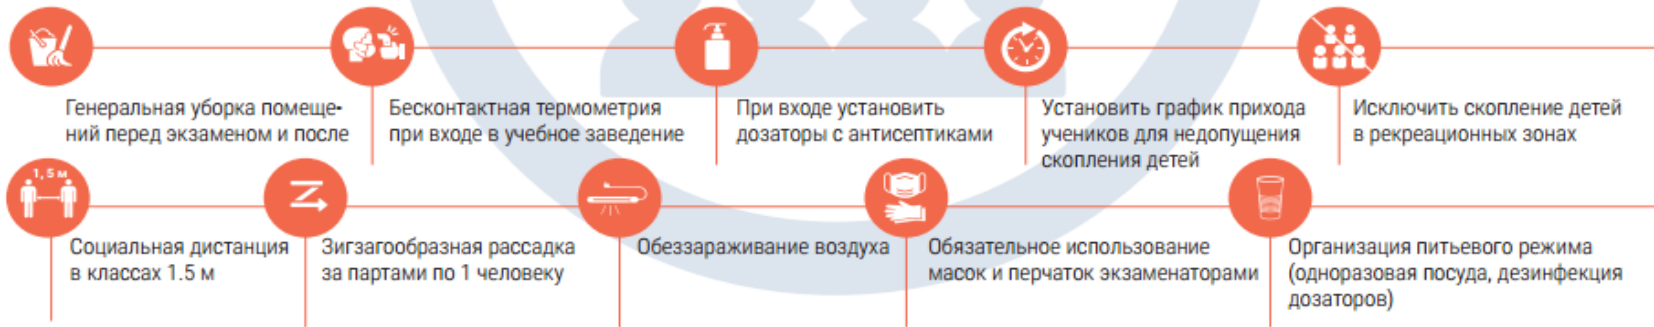 Генеральная уборка помеще-
ний перед экзаменом и после
Бесконтактная термометрия
при входе в учебное заведение
При входе установить
дозаторы с антисептиками
Установить график прихода
учеников для недопущения
скопления детей
Исключить скопление детей
в рекреационных зонах
1,5 м
Социальная дистанция
в классах 1.5 м
Зигзагообразная рассадка
за партами по 1 человеку
Обеззараживание воздуха
Обязательное использование
масок и перчаток экзаменаторами
Организация питьевого режима
(одноразовая посуда, дезинфекция
дозаторов)